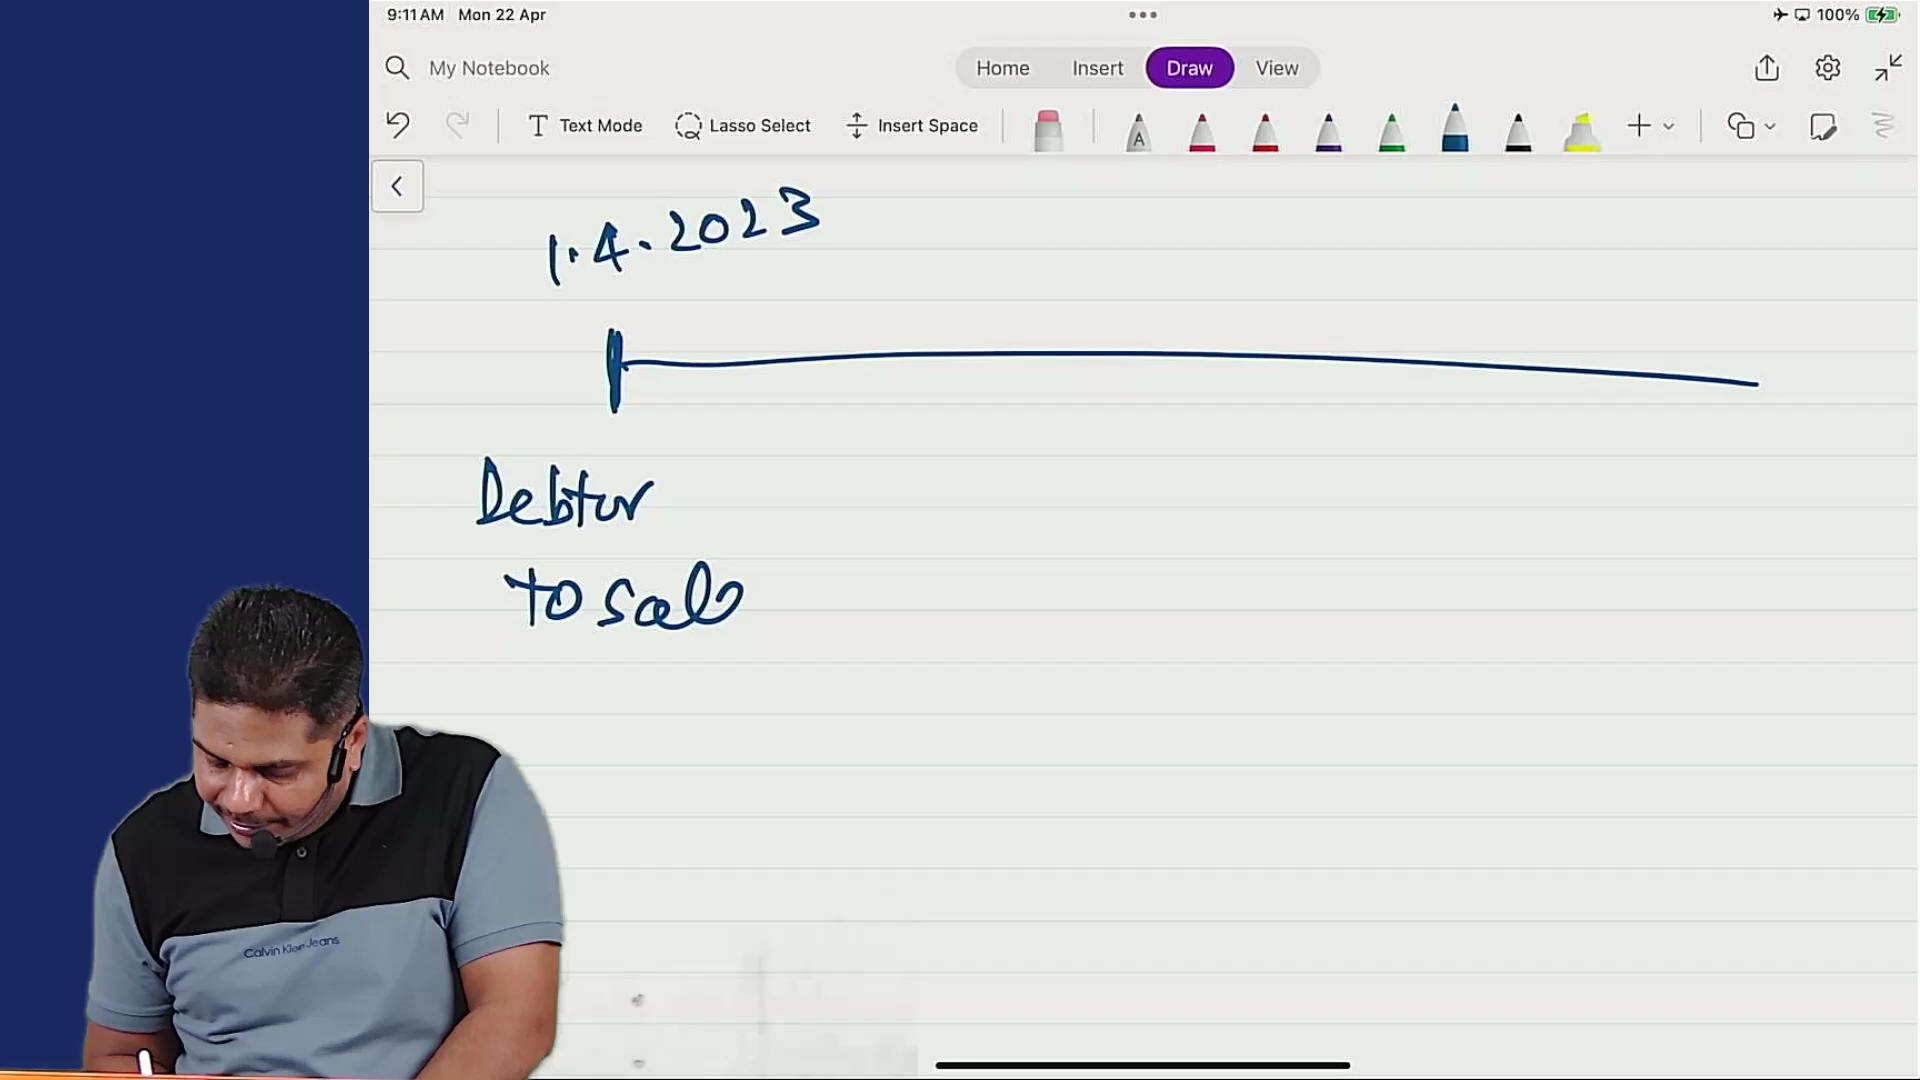 9:11 AM Mon 22 Apr
100%
My Notebook
Home Insert Draw View
Text Mode Lasso Select Insert Space
A
1.4.2023
Debtor
To Sales
Calvin Klein Jeans